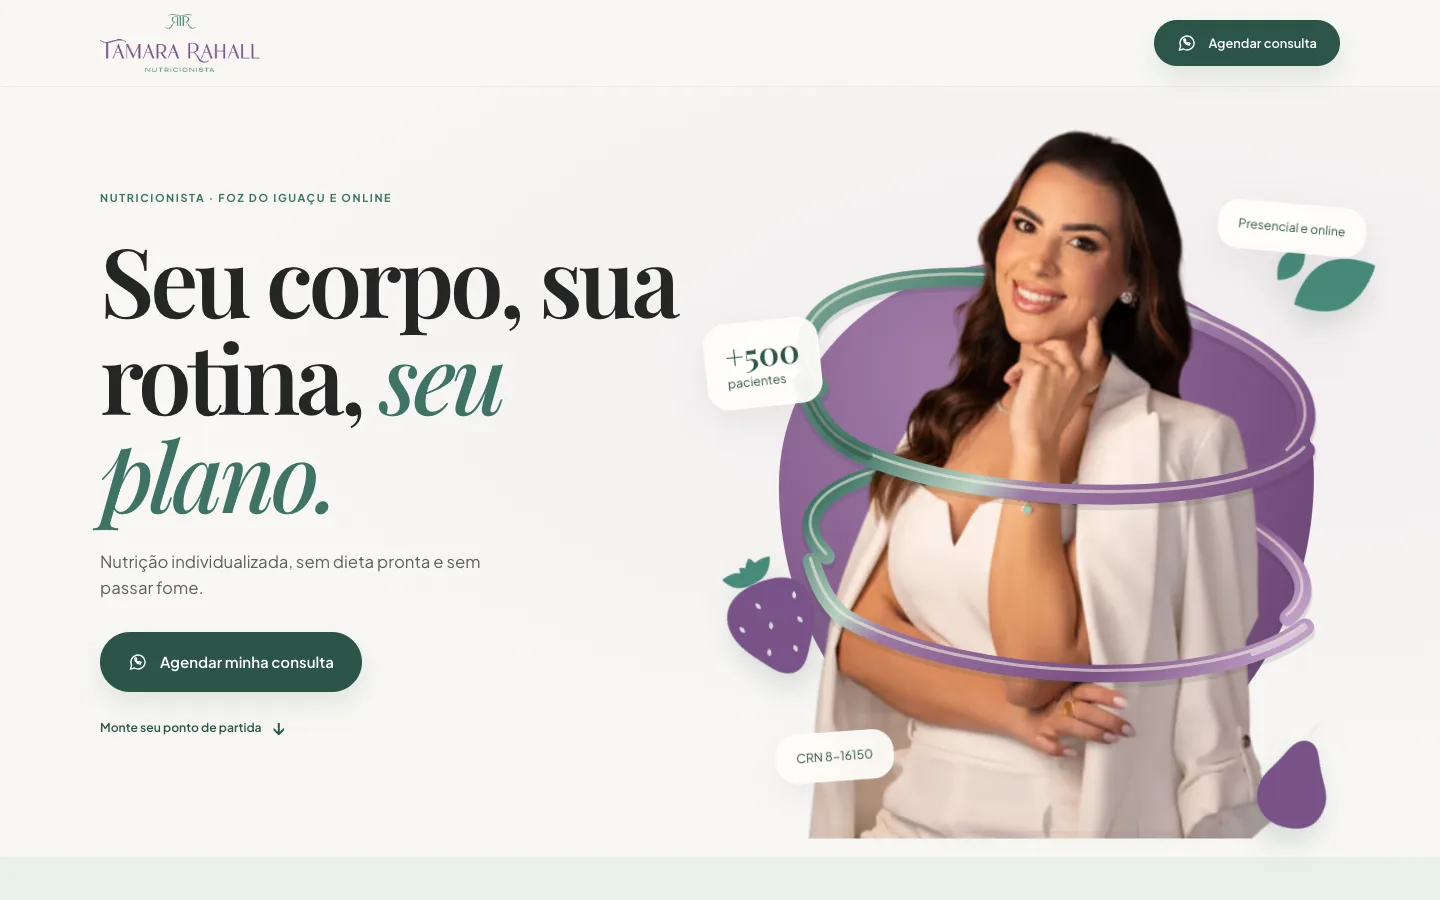 TAMARA RAHALL
NUTRICIONISTA
Agendar consulta
NUTRICIONISTA · FOZ DO IGUAÇU E ONLINE
Seu corpo, sua
rotina, seu
plano.
Nutrição individualizada, sem dieta pronta e sem
passar fome.
Agendar minha consulta
Monte seu ponto de partida
Presencial e online
+500
pacientes
CRN 8-16150